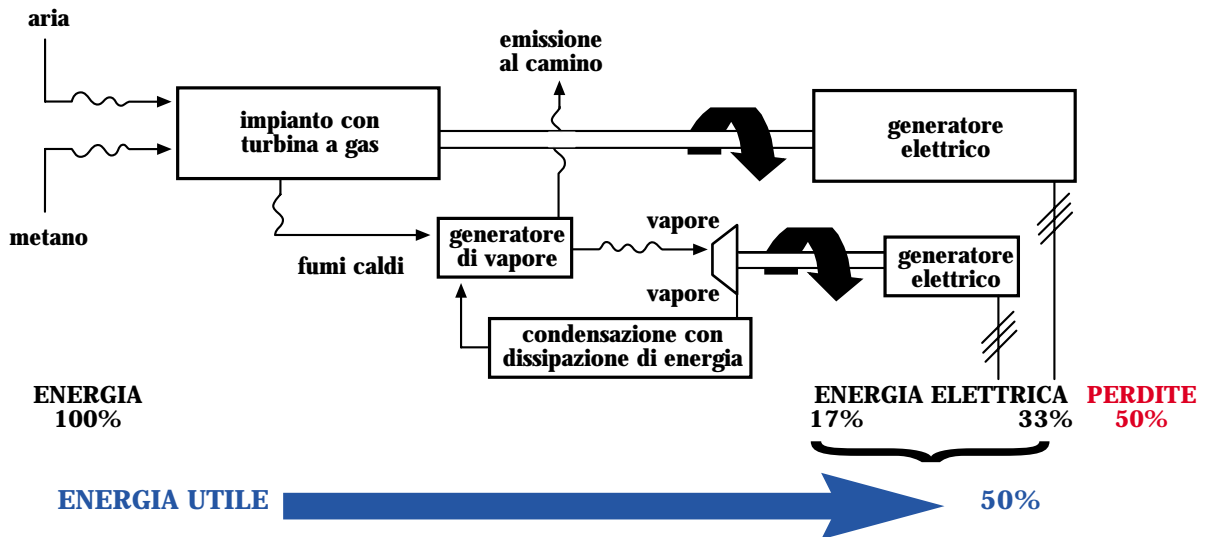 aria
emissione
al camino
impianto con
turbina a gas
generatore
elettrico
metano
fumi caldi
generatore
di vapore
vapore
vapore
generatore
elettrico
condensazione con
dissipazione di energia
ENERGIA
100%
ENERGIA ELETTRICA
17% 33%
PERDITE
50%
ENERGIA UTILE
50%